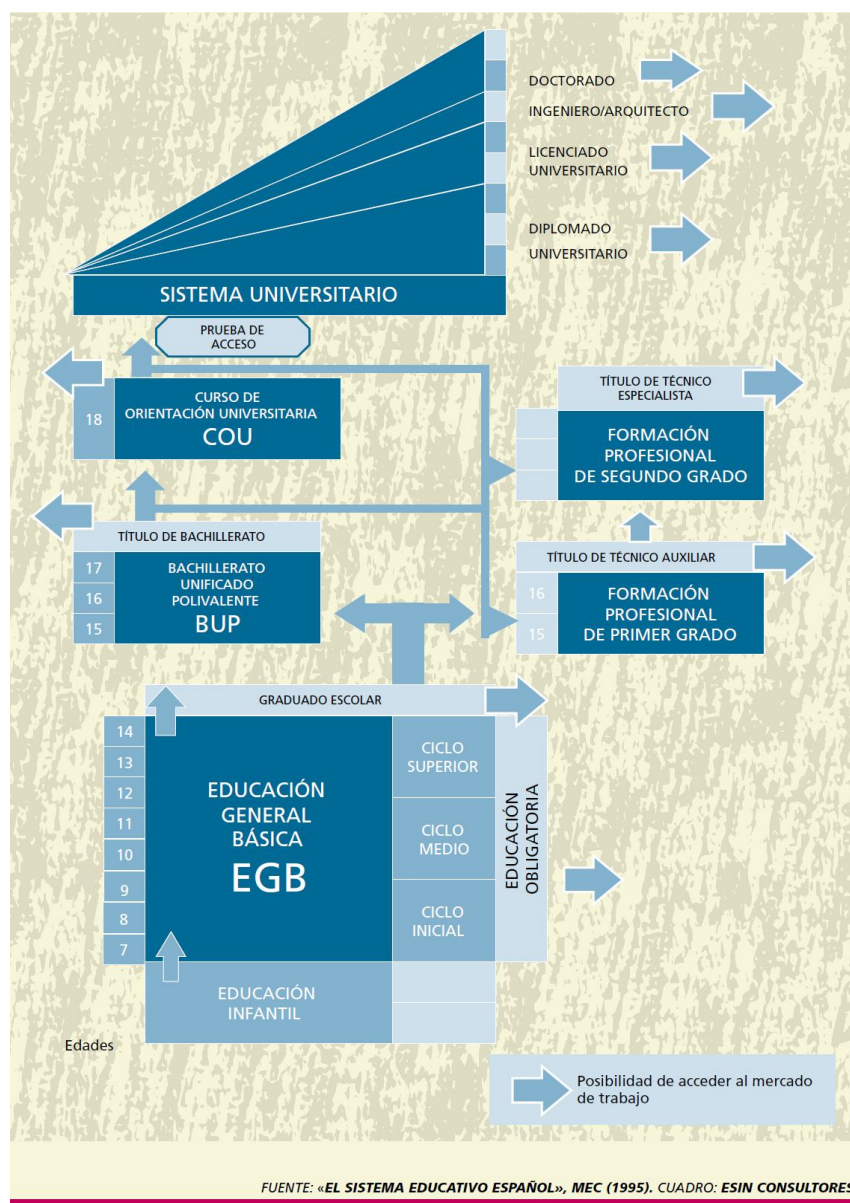 DOCTORADO
INGENIERO/ARQUITECTO
LICENCIADO
UNIVERSITARIO
DIPLOMADO
UNIVERSITARIO
SISTEMA UNIVERSITARIO
PRUEBA DE
ACCESO
18
CURSO DE
ORIENTACIÓN UNIVERSITARIA
COU
TÍTULO DE TÉCNICO
ESPECIALISTA
FORMACIÓN
PROFESIONAL
DE SEGUNDO GRADO
TÍTULO DE BACHILLERATO
17
16
15
BACHILLERATO
UNIFICADO
POLIVALENTE
BUP
TÍTULO DE TÉCNICO AUXILIAR
16
15
FORMACIÓN
PROFESIONAL
DE PRIMER GRADO
GRADUADO ESCOLAR
14
13
12
11
10
9
8
7
EDUCACIÓN
GENERAL
BÁSICA
EGB
CICLO
SUPERIOR
CICLO
MEDIO
CICLO
INICIAL
EDUCACIÓN
OBLIGATORIA
EDUCACIÓN
INFANTIL
Edades
Posibilidad de acceder al mercado
de trabajo
FUENTE: «EL SISTEMA EDUCATIVO ESPAÑOL», MEC (1995). CUADRO: ESIN CONSULTORES